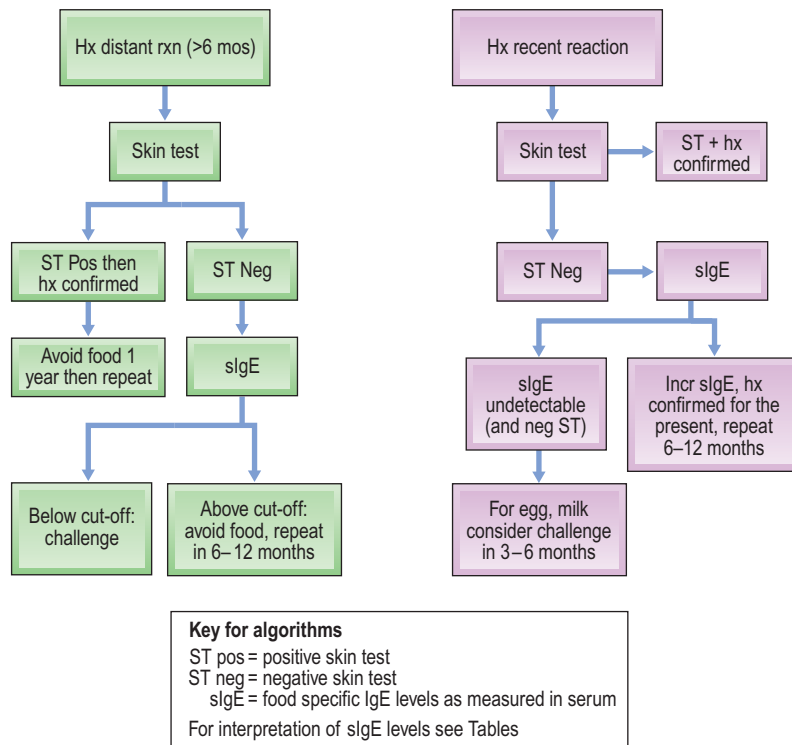 Hx distant rxn (>6 mos)
Skin test
ST Pos then
hx confirmed
ST Neg
Avoid food 1
year then repeat
sIgE
Below cut-off:
challenge
Above cut-off:
avoid food, repeat
in 6–12 months
Hx recent reaction
Skin test
ST + hx
confirmed
ST Neg
sIgE
sIgE
undetectable
(and neg ST)
Incr sIgE, hx
confirmed for the
present, repeat
6–12 months
For egg, milk
consider challenge
in 3–6 months
Key for algorithms
ST pos = positive skin test
ST neg = negative skin test
sIgE = food specific IgE levels as measured in serum
For interpretation of sIgE levels see Tables